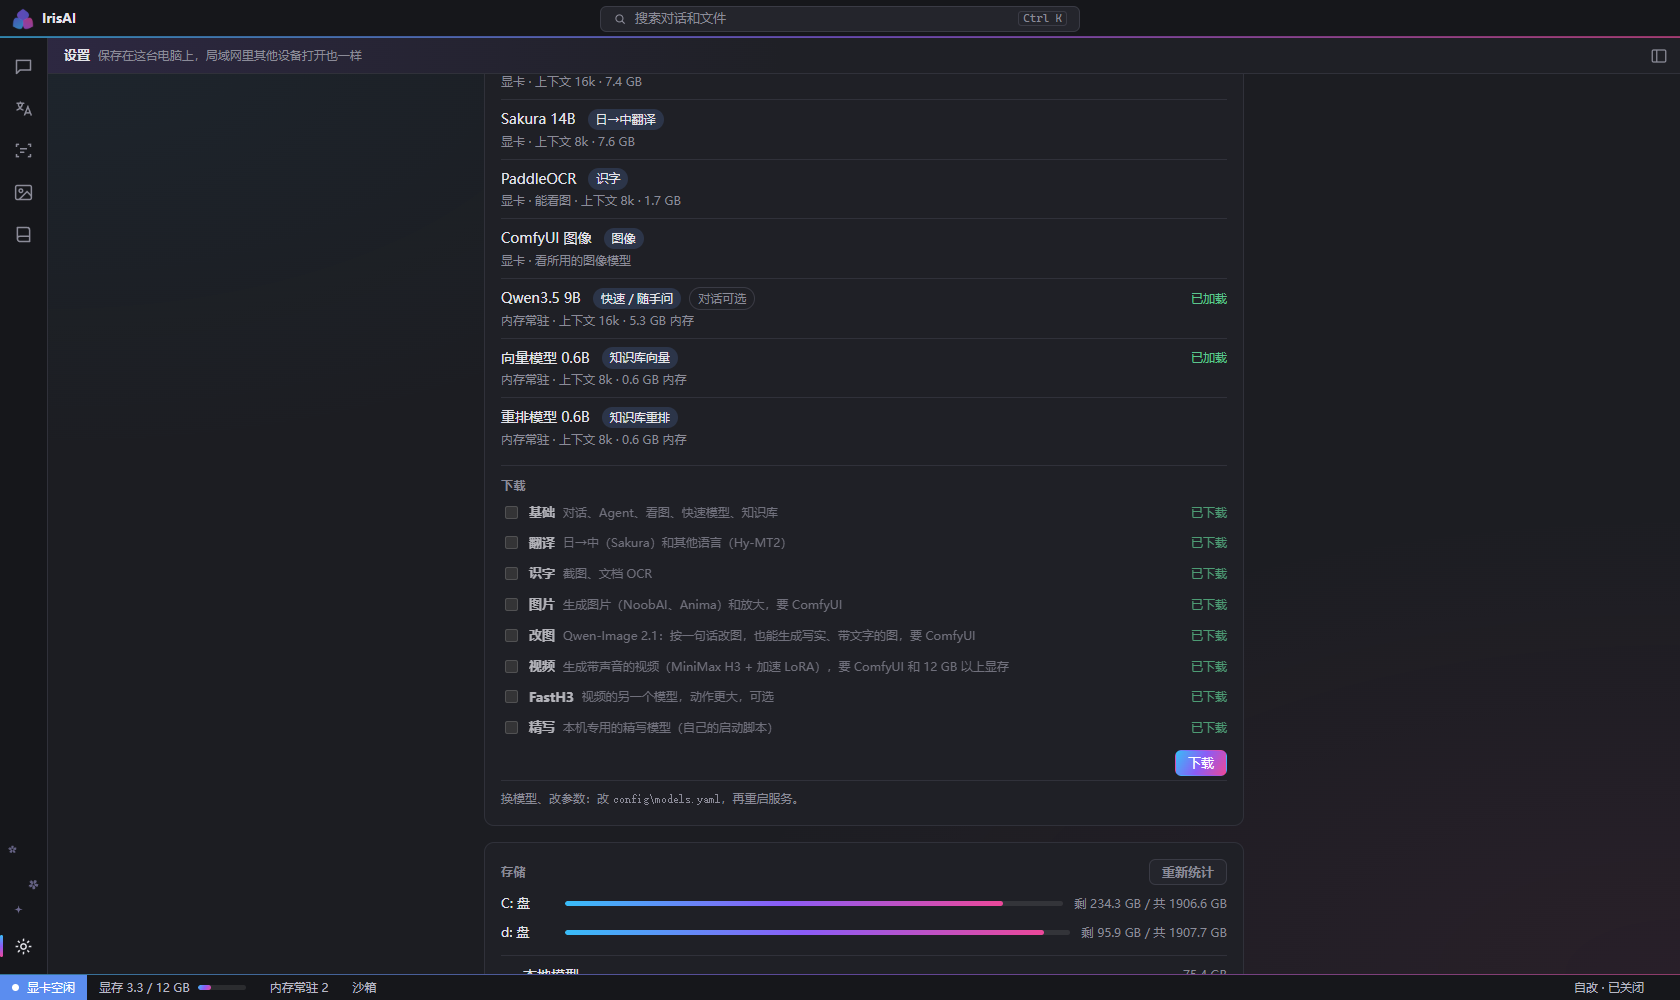 IrisAI
搜索对话和文件 Ctrl K
设置 保存在这台电脑上，局域网里其他设备打开也一样
显卡 · 上下文 16k · 7.4 GB
Sakura 14B 日→中翻译
显卡 · 上下文 8k · 7.6 GB
PaddleOCR 识字
显卡 · 能看图 · 上下文 8k · 1.7 GB
ComfyUI 图像 图像
显卡 · 看所用的图像模型
Qwen3.5 9B 快速 / 随手问 对话可选 已加载
内存常驻 · 上下文 16k · 5.3 GB 内存
向量模型 0.6B 知识库向量 已加载
内存常驻 · 上下文 8k · 0.6 GB 内存
重排模型 0.6B 知识库重排
内存常驻 · 上下文 8k · 0.6 GB 内存
下载
基础 对话、Agent、看图、快速模型、知识库 已下载
翻译 日→中（Sakura）和其他语言（Hy-MT2） 已下载
识字 截图、文档 OCR 已下载
图片 生成图片（NoobAI、Anima）和放大，要 ComfyUI 已下载
改图 Qwen-Image 2.1：按一句话改图，也能生成写实、带文字的图，要 ComfyUI 已下载
视频 生成带声音的视频（MiniMax H3 + 加速 LoRA），要 ComfyUI 和 12 GB 以上显存 已下载
FastH3 视频的另一个模型，动作更大，可选 已下载
精写 本机专用的精写模型（自己的启动脚本） 已下载
下载
换模型、改参数：改 config\models.yaml，再重启服务。
存储 重新统计
C: 盘 剩 234.3 GB / 共 1906.6 GB
d: 盘 剩 95.9 GB / 共 1907.7 GB
本地模型 75.4 GB
显卡空闲 显存 3.3 / 12 GB 内存常驻 2 沙箱 自改 · 已关闭